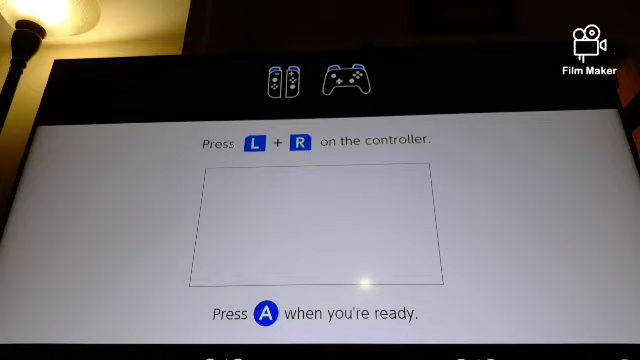 Film Maker
Press L + R on the controller.
Press A when you're ready.